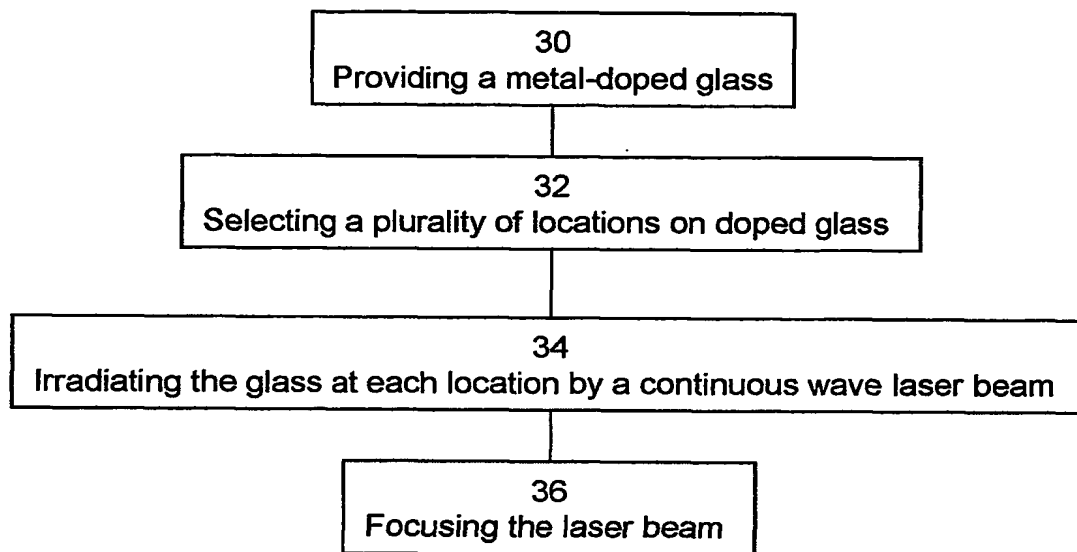 30
Providing a metal-doped glass
32
Selecting a plurality of locations on doped glass
34
Irradiating the glass at each location by a continuous wave laser beam
36
Focusing the laser beam